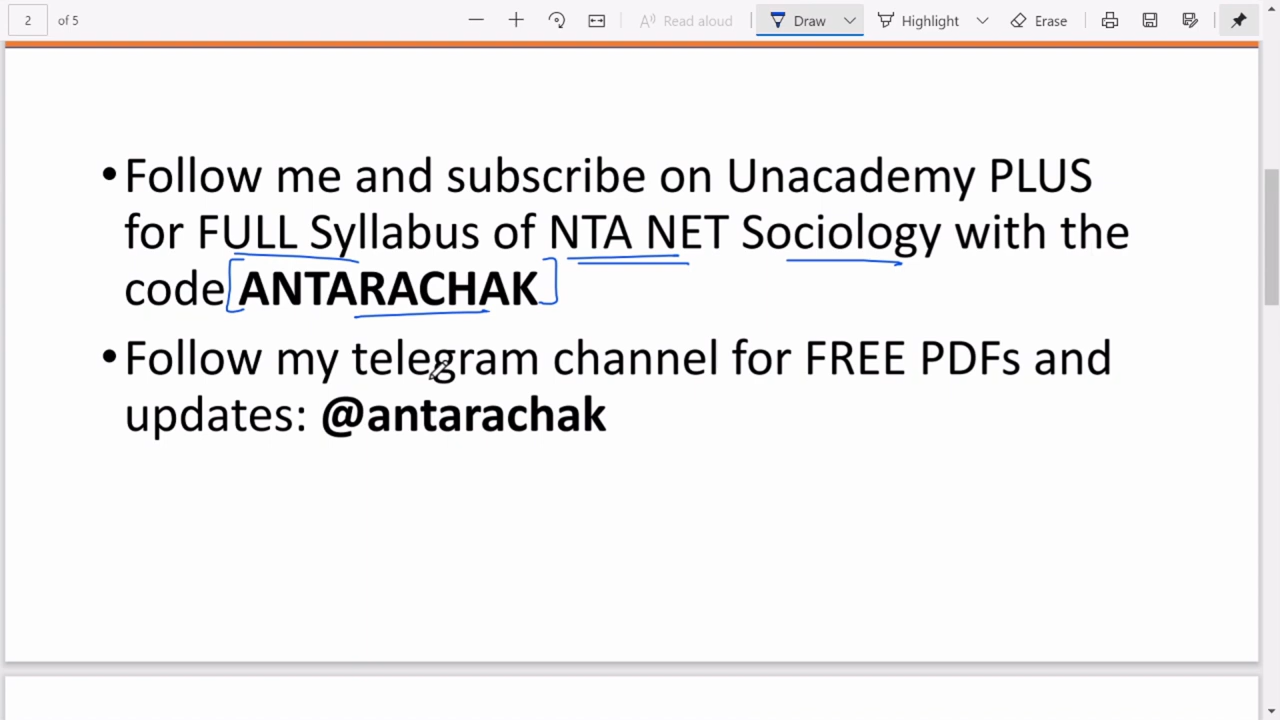 2 of 5 Read aloud Draw Highlight Erase
•Follow me and subscribe on Unacademy PLUS
for FULL Syllabus of NTA NET Sociology with the
code ANTARACHAK
•Follow my telegram channel for FREE PDFs and
updates: @antarachak